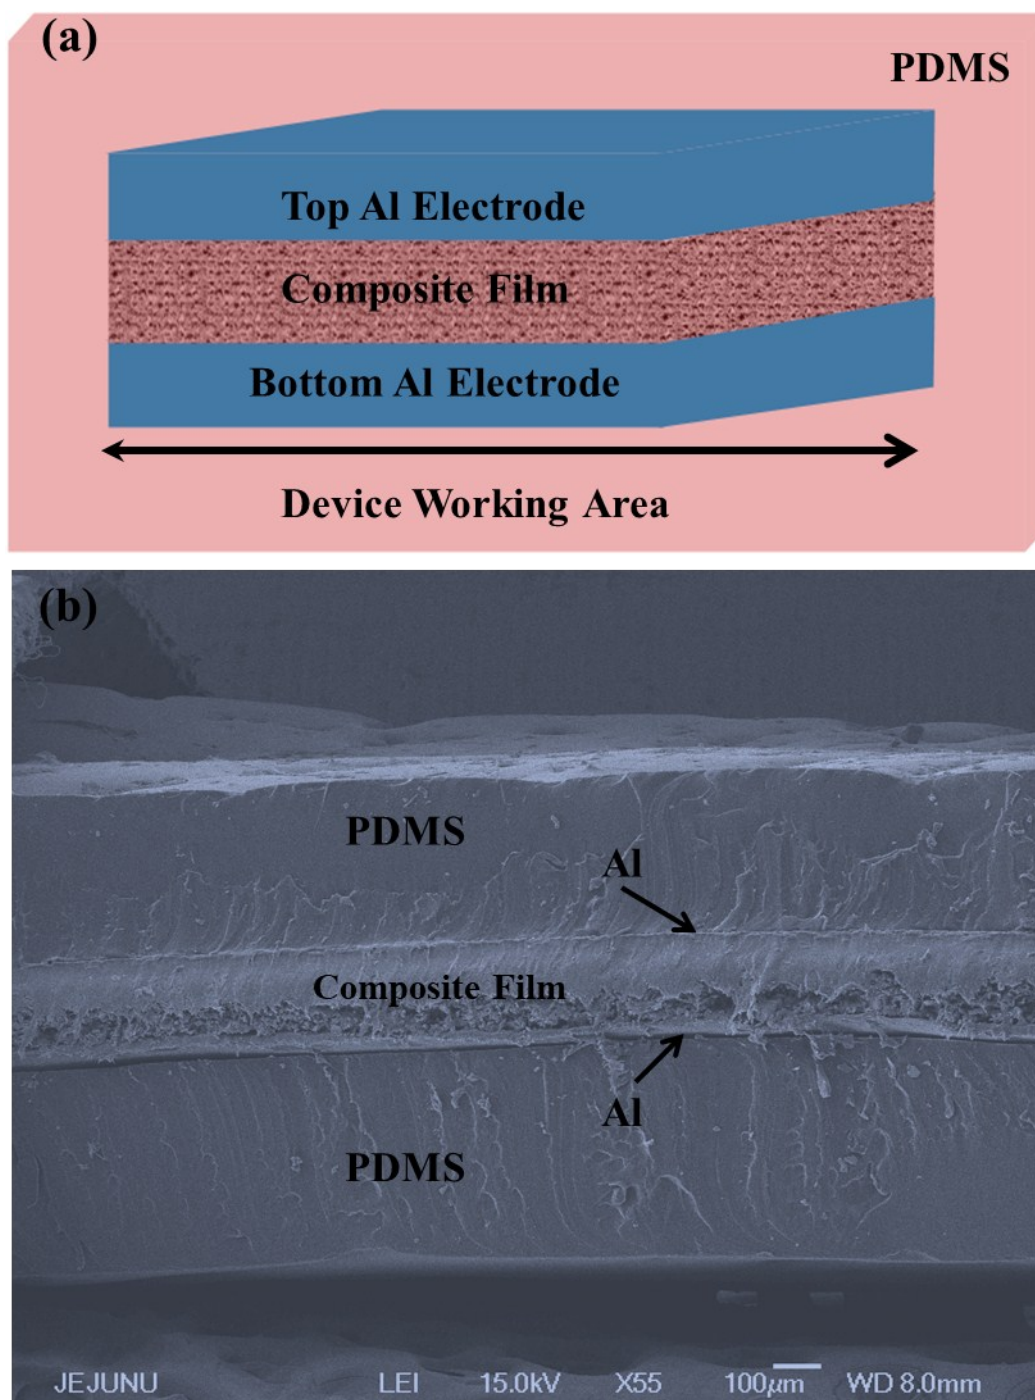 (a)
PDMS
Top Al Electrode
Composite Film
Bottom Al Electrode
Device Working Area
(b)
PDMS
Al
Composite Film
Al
PDMS
JEJUNU LEI 15.0kV X55 100μm WD 8.0mm